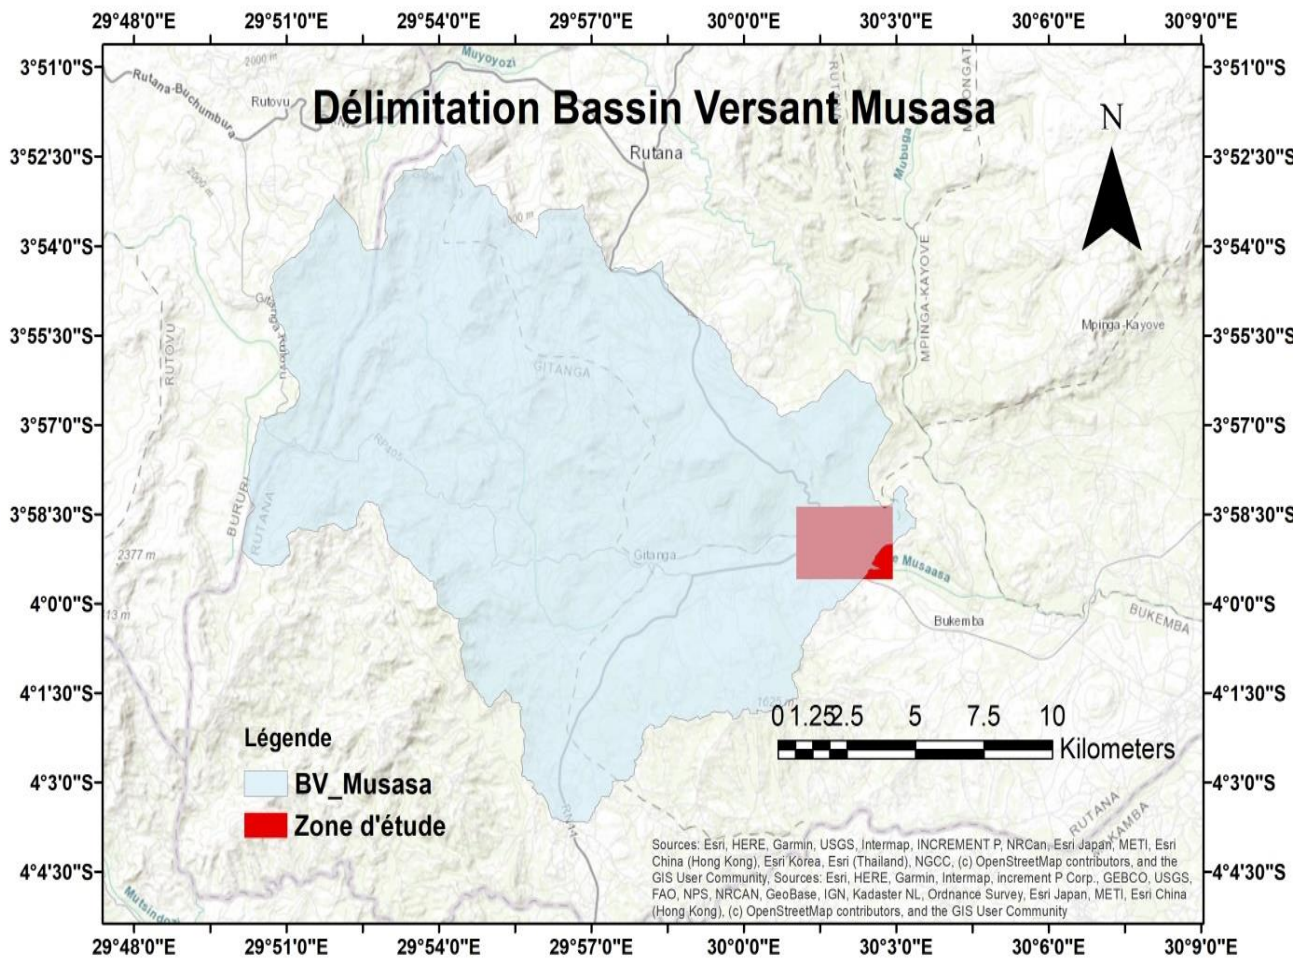 29°48'0"E 29°51'0"E 29°54'0"E 29°57'0"E 30°0'0"E 30°3'0"E 30°6'0"E 30°9'0"E
3°51'0"S
3°52'30"S
3°54'0"S
3°55'30"S
3°57'0"S
3°58'30"S
4°0'0"S
4°1'30"S
4°3'0"S
4°4'30"S
Délimitation Bassin Versant Musasa
N
2000 m
Muyoyozi
Rutana-Buchumbura
Rutovu
Rutana
2000 m
Mubuga
MPINGA-KAYOVE
Mpinga-Kayove
RUTOVU
GITANGA
RP405
BURURI
RUTANA
2377 m
Gitanga
e Musaasa
Bukemba
BUKEMBA
1625 m
RN11
RUTANA
Mutsindozi
0 1.25 2.5 5 7.5 10
Kilometers
Légende
BV_Musasa
Zone d'étude
Sources: Esri, HERE, Garmin, USGS, Intermap, INCREMENT P, NRCan, Esri Japan, METI, Esri
China (Hong Kong), Esri Korea, Esri (Thailand), NGCC, (c) OpenStreetMap contributors, and the
GIS User Community, Sources: Esri, HERE, Garmin, Intermap, increment P Corp., GEBCO, USGS,
FAO, NPS, NRCAN, GeoBase, IGN, Kadaster NL, Ordnance Survey, Esri Japan, METI, Esri China
(Hong Kong), (c) OpenStreetMap contributors, and the GIS User Community
3°51'0"S
3°52'30"S
3°54'0"S
3°55'30"S
3°57'0"S
3°58'30"S
4°0'0"S
4°1'30"S
4°3'0"S
4°4'30"S
29°48'0"E 29°51'0"E 29°54'0"E 29°57'0"E 30°0'0"E 30°3'0"E 30°6'0"E 30°9'0"E